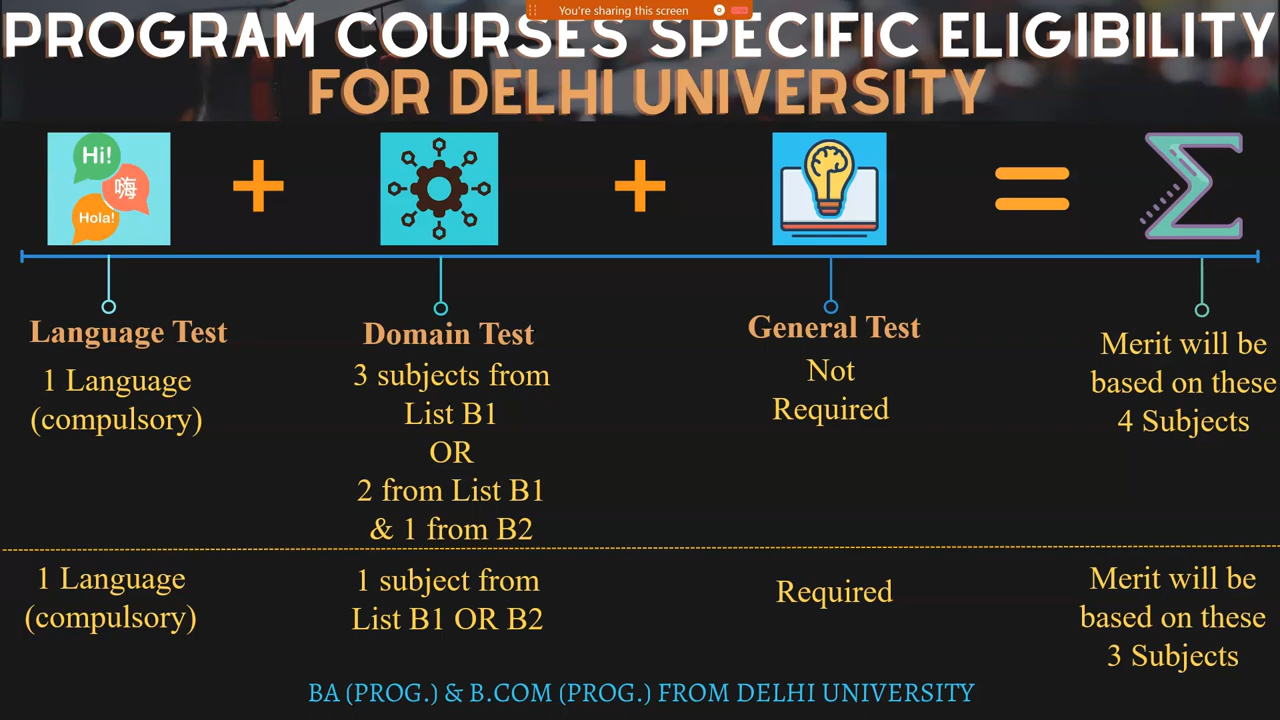 You're sharing this screen
PROGRAM COURSES SPECIFIC ELIGIBILITY
FOR DELHI UNIVERSITY
Hi!
嗨
Hola!
Language Test
1 Language
(compulsory)
Domain Test
3 subjects from
List B1
OR
2 from List B1
& 1 from B2
General Test
Not
Required
Merit will be
based on these
4 Subjects
1 Language
(compulsory)
1 subject from
List B1 OR B2
Required
Merit will be
based on these
3 Subjects
BA (PROG.) & B.COM (PROG.) FROM DELHI UNIVERSITY